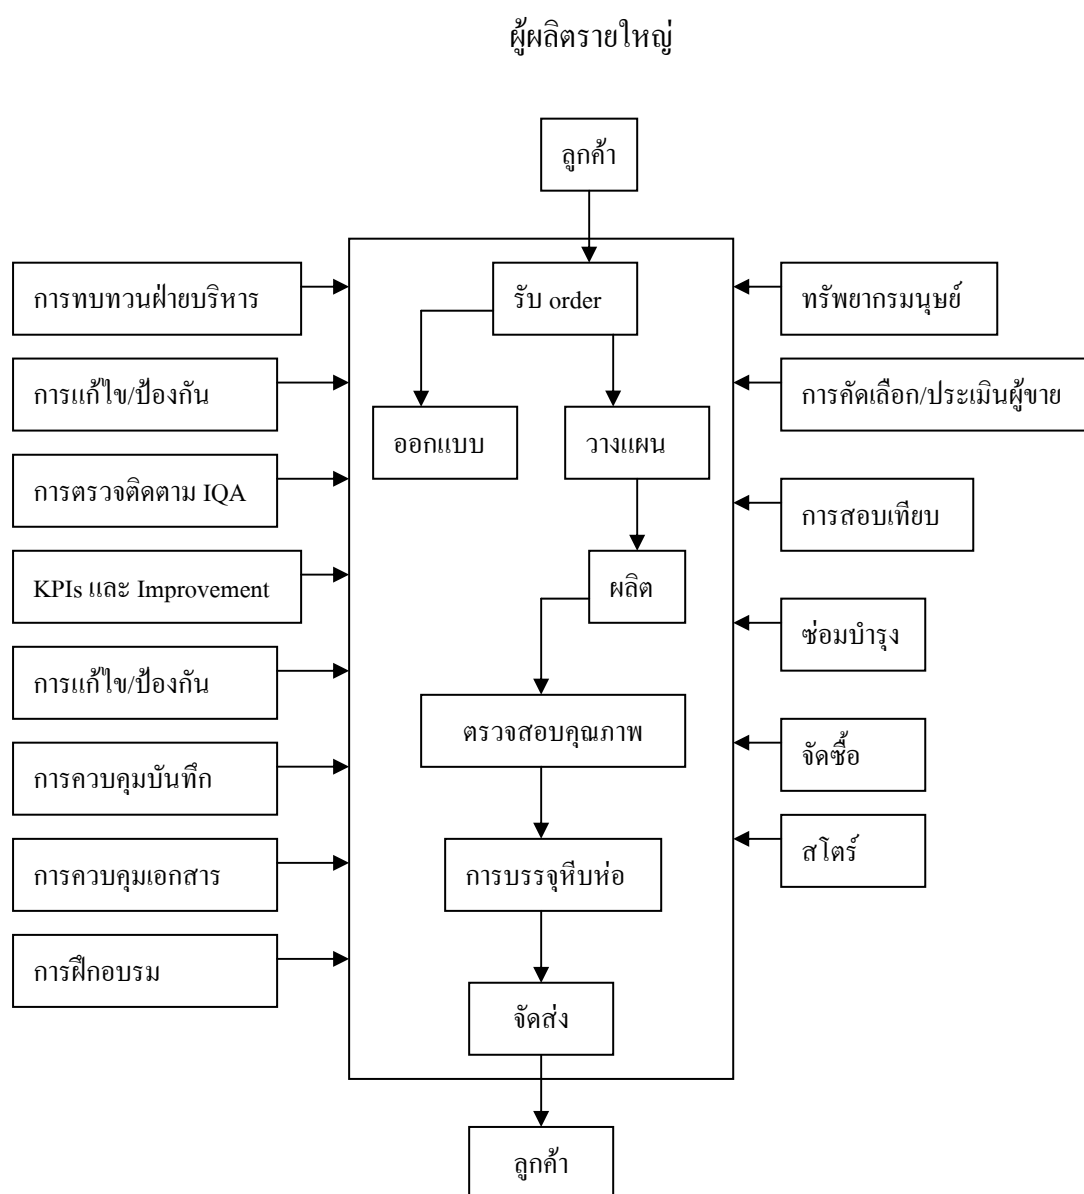 ผู้ผลิตรายใหญ่
ลูกค้า
การทบทวนฝ่ายบริหาร
รับ order
ทรัพยากรมนุษย์
การแก้ไข/ป้องกัน
ออกแบบ
วางแผน
การคัดเลือก/ประเมินผู้ขาย
การตรวจติดตาม IQA
การสอบเทียบ
KPIs และ Improvement
ผลิต
ซ่อมบำรุง
การแก้ไข/ป้องกัน
ตรวจสอบคุณภาพ
การควบคุมบันทึก
จัดซื้อ
การควบคุมเอกสาร
การบรรจุหีบห่อ
สโตร์
การฝึกอบรม
จัดส่ง
ลูกค้า